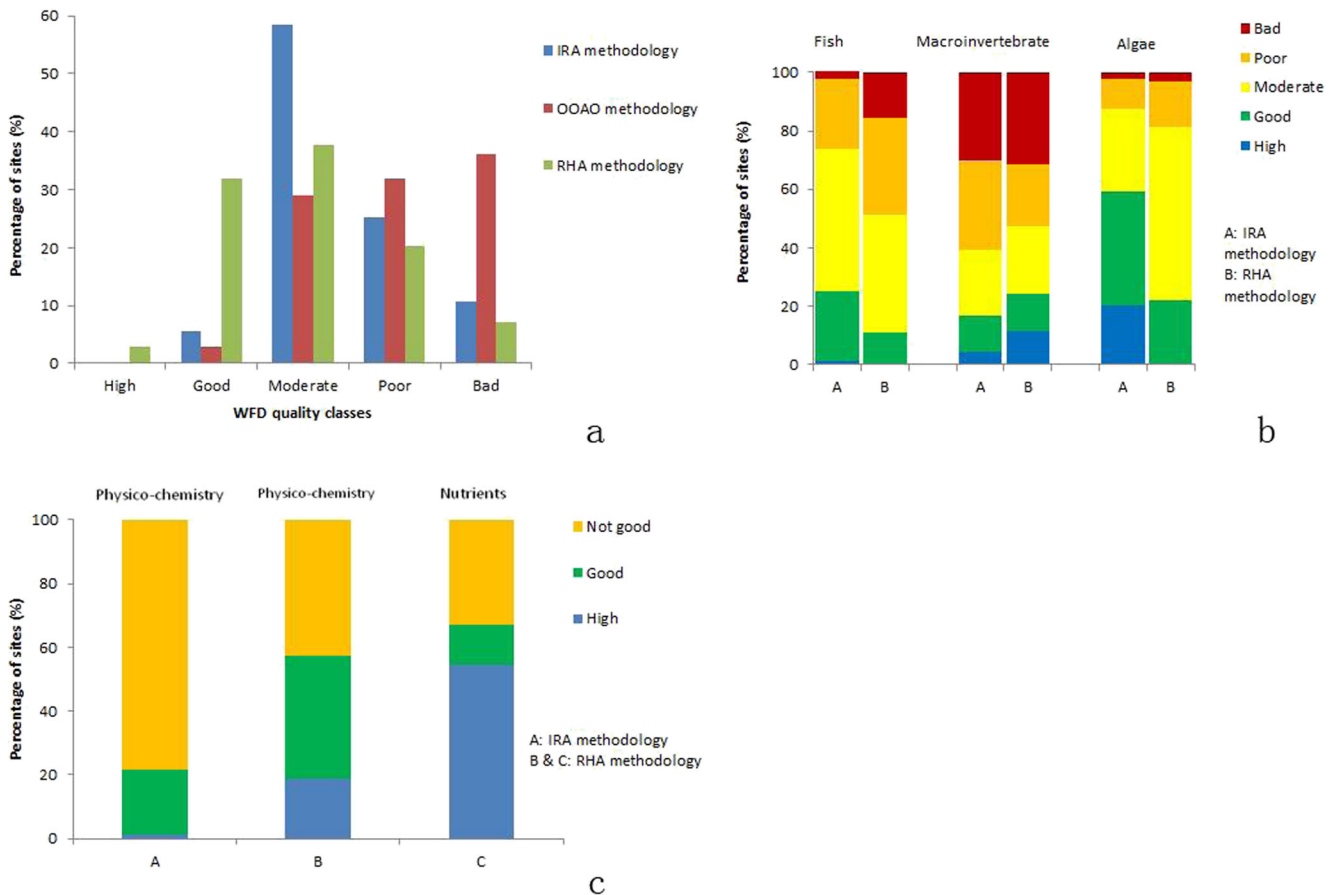 60
50
40
30
20
10
0
Percentage of sites (%)
High
Good
Moderate
Poor
Bad
WFD quality classes
IRA methodology
OOAO methodology
RHA methodology
a
Fish
Macroinvertebrate
Algae
100
80
60
40
20
0
Percentage of sites (%)
A
B
A
B
A
B
Bad
Poor
Moderate
Good
High
A: IRA
methodology
B: RHA
methodology
b
Physico-chemistry
Physico-chemistry
Nutrients
100
80
60
40
20
0
Percentage of sites (%)
A
B
C
Not good
Good
High
A: IRA methodology
B & C: RHA methodology
c